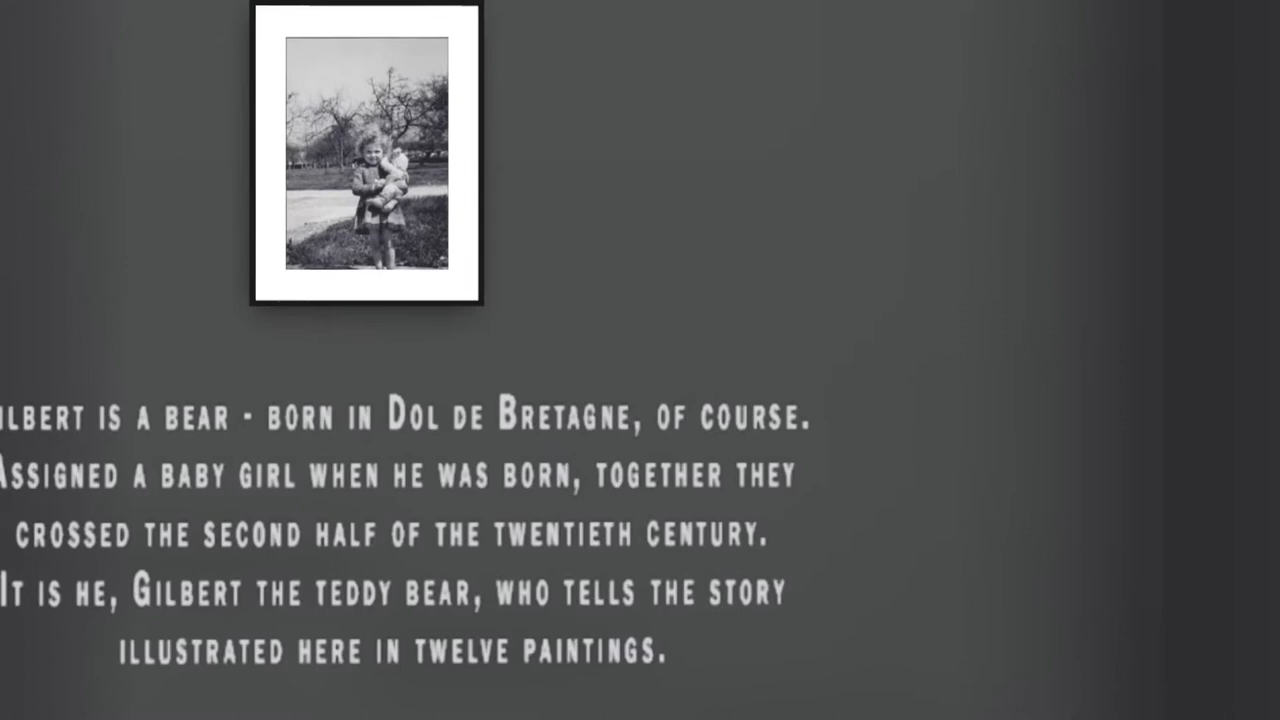 ILBERT IS A BEAR - BORN IN DOL DE BRETAGNE, OF COURSE.
ASSIGNED A BABY GIRL WHEN HE WAS BORN, TOGETHER THEY
CROSSED THE SECOND HALF OF THE TWENTIETH CENTURY.
IT IS HE, GILBERT THE TEDDY BEAR, WHO TELLS THE STORY
ILLUSTRATED HERE IN TWELVE PAINTINGS.